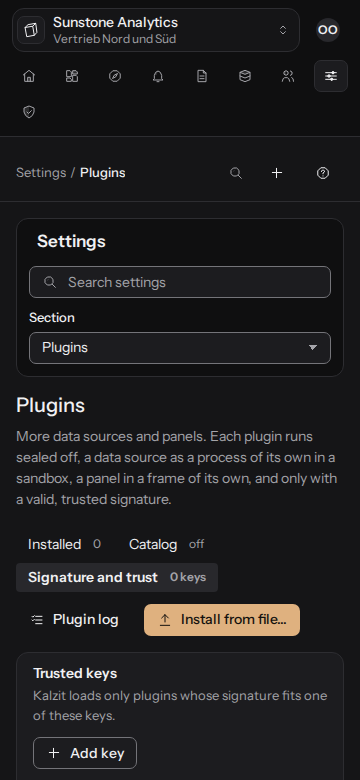 Sunstone Analytics
Vertrieb Nord und Süd
OO
Settings / Plugins
Settings
Search settings
Section
Plugins
Plugins
More data sources and panels. Each plugin runs
sealed off, a data source as a process of its own in a
sandbox, a panel in a frame of its own, and only with
a valid, trusted signature.
Installed 0 Catalog off
Signature and trust 0 keys
Plugin log Install from file...
Trusted keys
Kalzit loads only plugins whose signature fits one
of these keys.
Add key